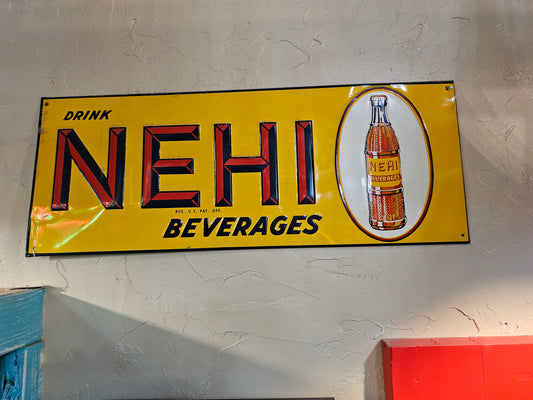 DRINK
NEHI
REG. U.S. PAT. OFF.
BEVERAGES
NEHI
BEVERAGES